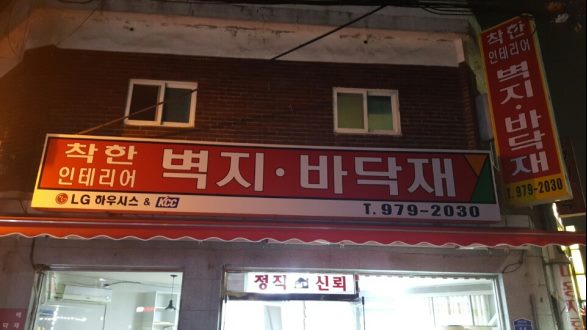 착한
인테리어
벽지·바닥재
LG 하우시스 & KCC
T. 979-2030
착한
인테리어
벽지·바닥재
T. 979-2030
정직 신뢰